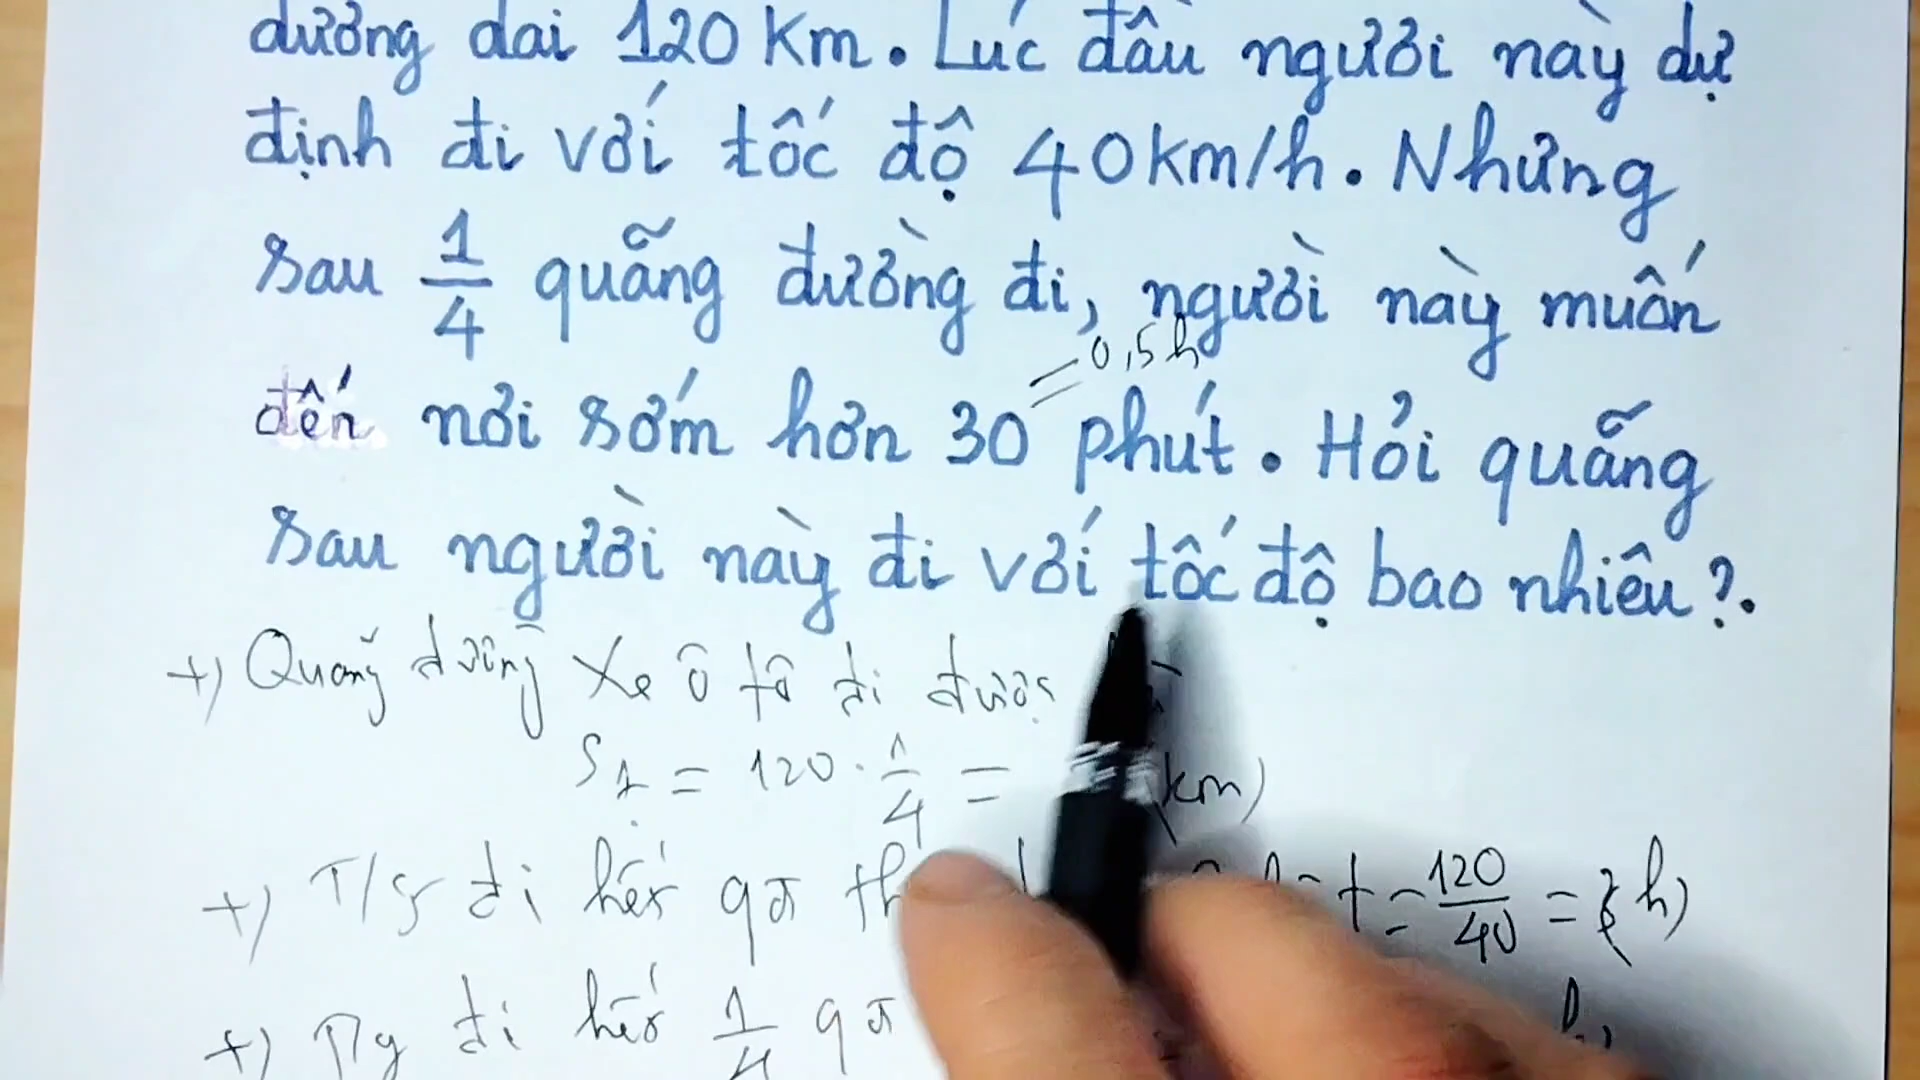 đường dài 120 Km. Lúc đầu người này dự
định đi với tốc độ 40km/h. Nhưng
sau 1/4 quãng đường đi, người này muốn
= 0,5h
đến nơi sớm hơn 30 phút. Hỏi quãng
sau người này đi với tốc độ bao nhiêu?.
+) Quãng đường Xe ô tô đi được
S1 = 120 . 1/4 = (km)
+) T/g đi hết qđ t = 120/40 = 3 (h)
+) T/g đi hết 1/4 qđ